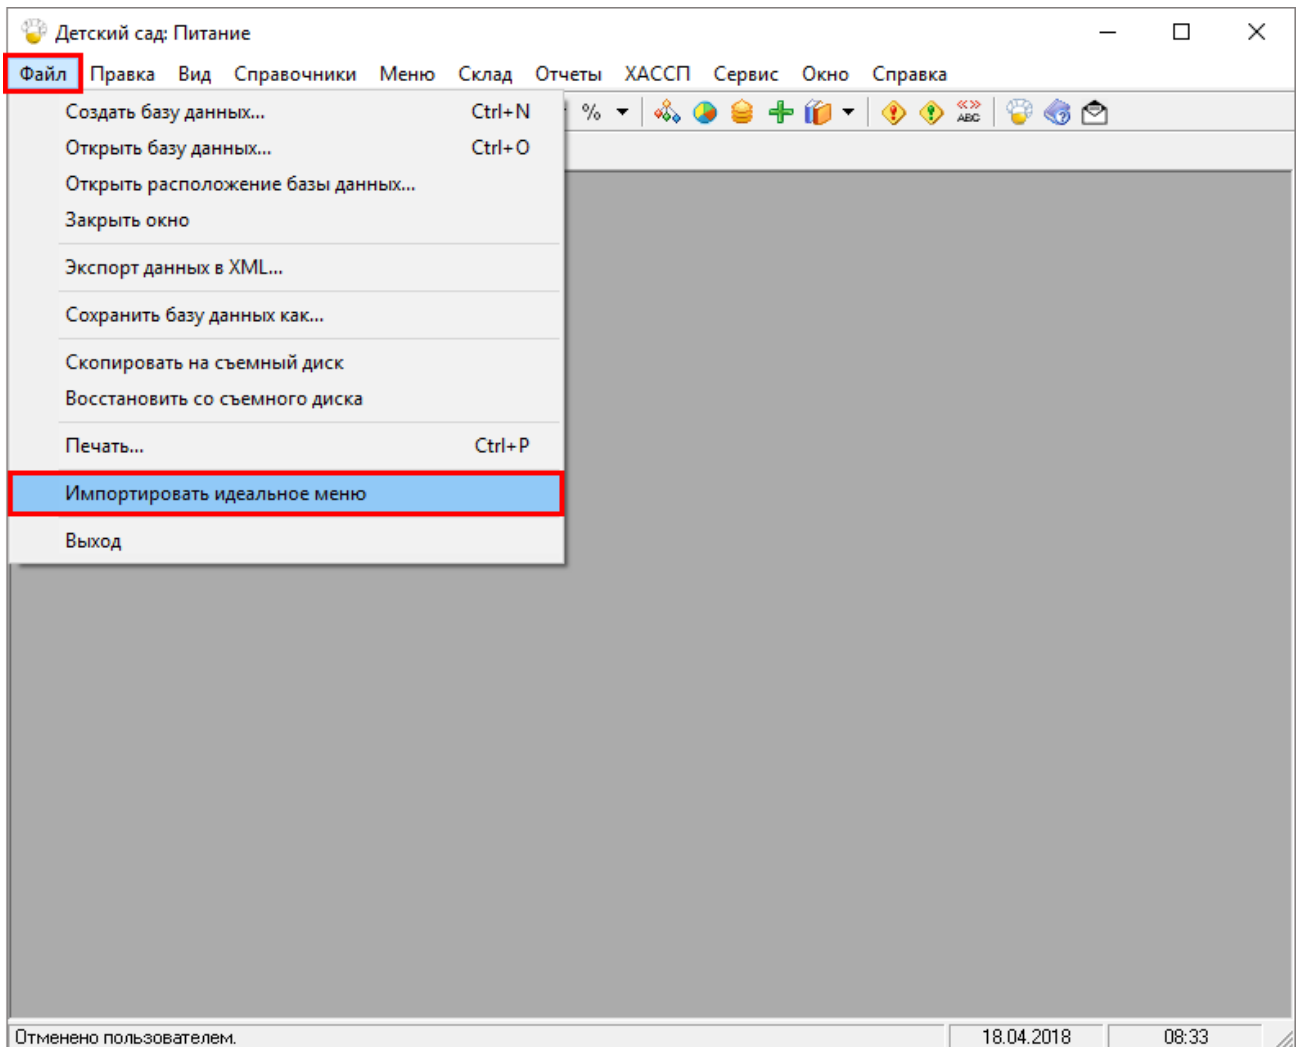 Детский сад: Питание
Файл Правка Вид Справочники Меню Склад Отчеты ХАССП Сервис Окно Справка
Создать базу данных... Ctrl+N
% ABC
Открыть базу данных... Ctrl+O
Открыть расположение базы данных...
Закрыть окно
Экспорт данных в XML...
Сохранить базу данных как...
Скопировать на съемный диск
Восстановить со съемного диска
Печать... Ctrl+P
Импортировать идеальное меню
Выход
Отменено пользователем. 18.04.2018 08:33